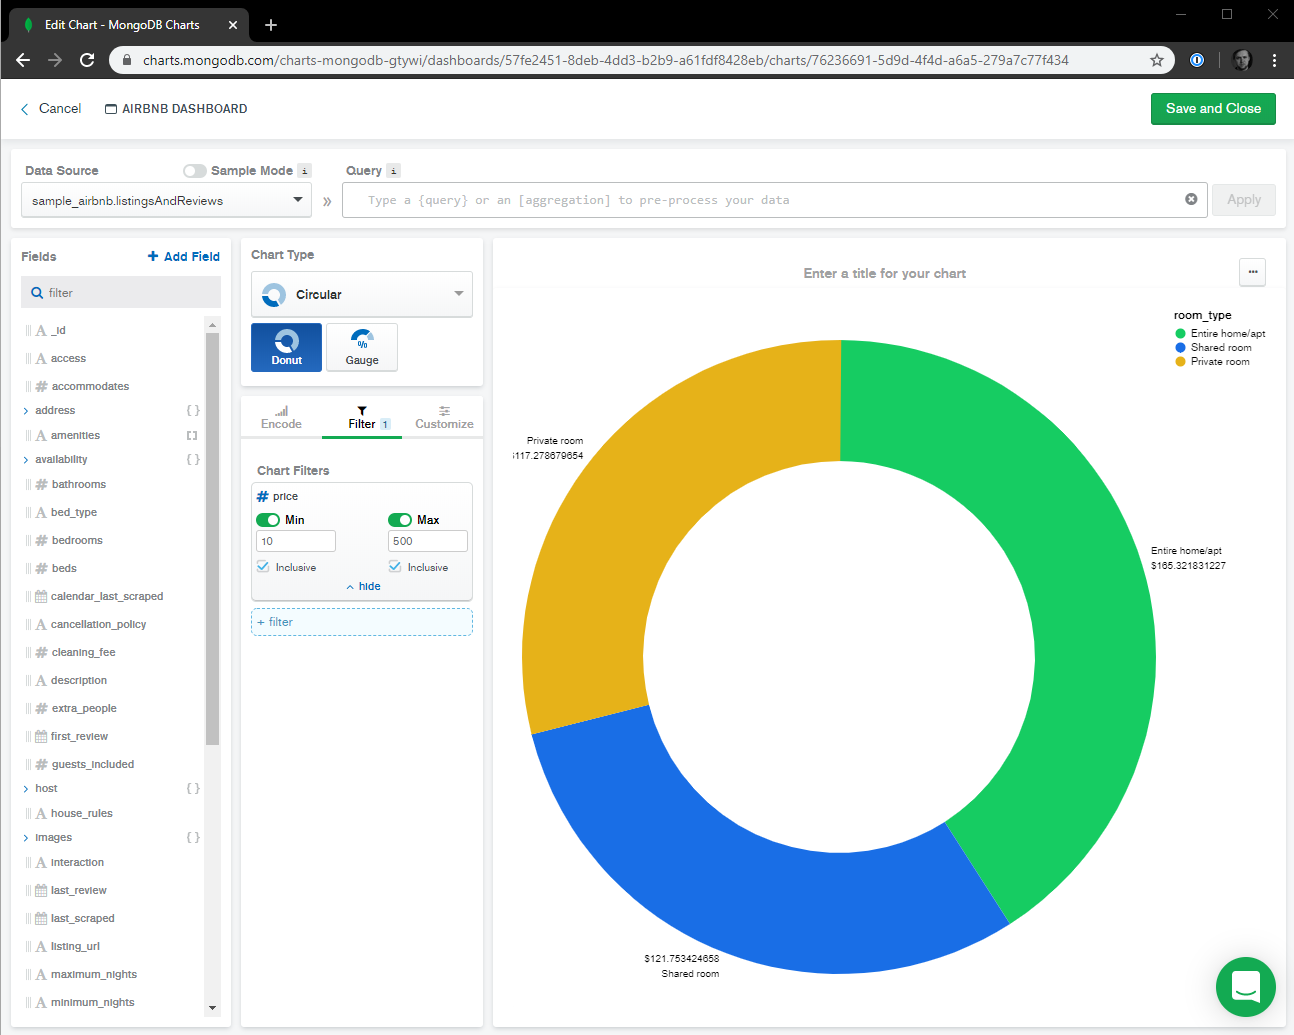 Edit Chart - MongoDB Charts
charts.mongodb.com/charts-mongodb-gtywi/dashboards/57fe2451-8deb-4dd3-b2b9-a61fdf8428eb/charts/76236691-5d9d-4f4d-a6a5-279a7c77f434
Cancel AIRBNB DASHBOARD
Save and Close
Data Source Sample Mode i Query i
sample_airbnb.listingsAndReviews » Type a {query} or an [aggregation] to pre-process your data Apply
Fields + Add Field
filter
A _id
A access
# accommodates
address { }
A amenities [ ]
availability { }
# bathrooms
A bed_type
# bedrooms
# beds
calendar_last_scraped
A cancellation_policy
# cleaning_fee
A description
# extra_people
first_review
# guests_included
host { }
A house_rules
images { }
A interaction
last_review
last_scraped
A listing_url
A maximum_nights
A minimum_nights
Chart Type
Circular
Donut
% Gauge
Encode Filter 1 Customize
Chart Filters
# price
Min Max
10 500
Inclusive Inclusive
hide
+ filter
Enter a title for your chart
room_type
Entire home/apt
Shared room
Private room
Private room
117.278679654
Entire home/apt
$165.321831227
$121.753424658
Shared room